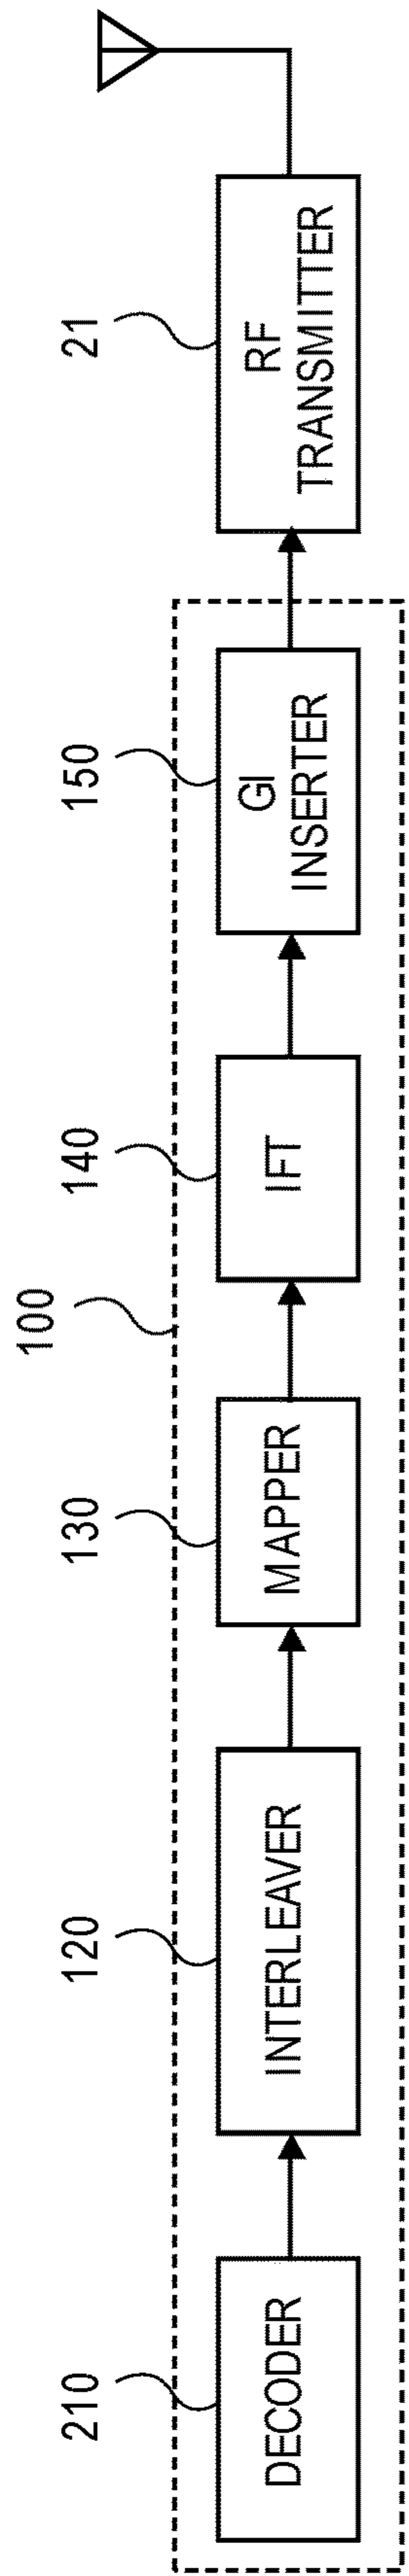 100
210
120
130
140
150
21
DECODER
INTERLEAVER
MAPPER
IFT
GI
INSERTER
RF
TRANSMITTER